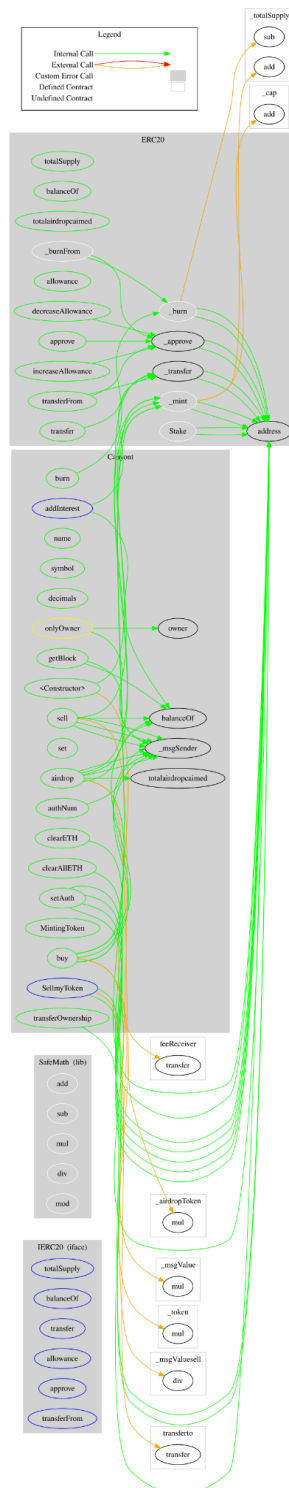 Legend
Internal Call
External Call
Custom Error Call
Defined Contract
Undefined Contract
_totalSupply
sub
add
_cap
add
ERC20
totalSupply
balanceOf
totalairdropcaimed
_burnFrom
allowance
_burn
decreaseAllowance
approve
_approve
increaseAllowance
_transfer
transferFrom
_mint
transfer
Stake
address
Canyont
burn
addInterest
name
symbol
decimals
onlyOwner
owner
getBlock
<Constructor>
sell
balanceOf
set
_msgSender
airdrop
totalairdropcaimed
authNum
clearETH
clearAllETH
setAuth
MintingToken
buy
SellmyToken
transferOwnership
feeReceiver
transfer
SafeMath (lib)
add
sub
mul
div
mod
_airdropToken
mul
_msgValue
mul
_token
mul
_msgValuesell
div
IERC20 (iface)
totalSupply
balanceOf
transfer
allowance
approve
transferFrom
transferto
transfer